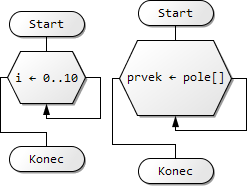 Start
i ← 0..10
Konec
Start
prvek ← pole[]
Konec